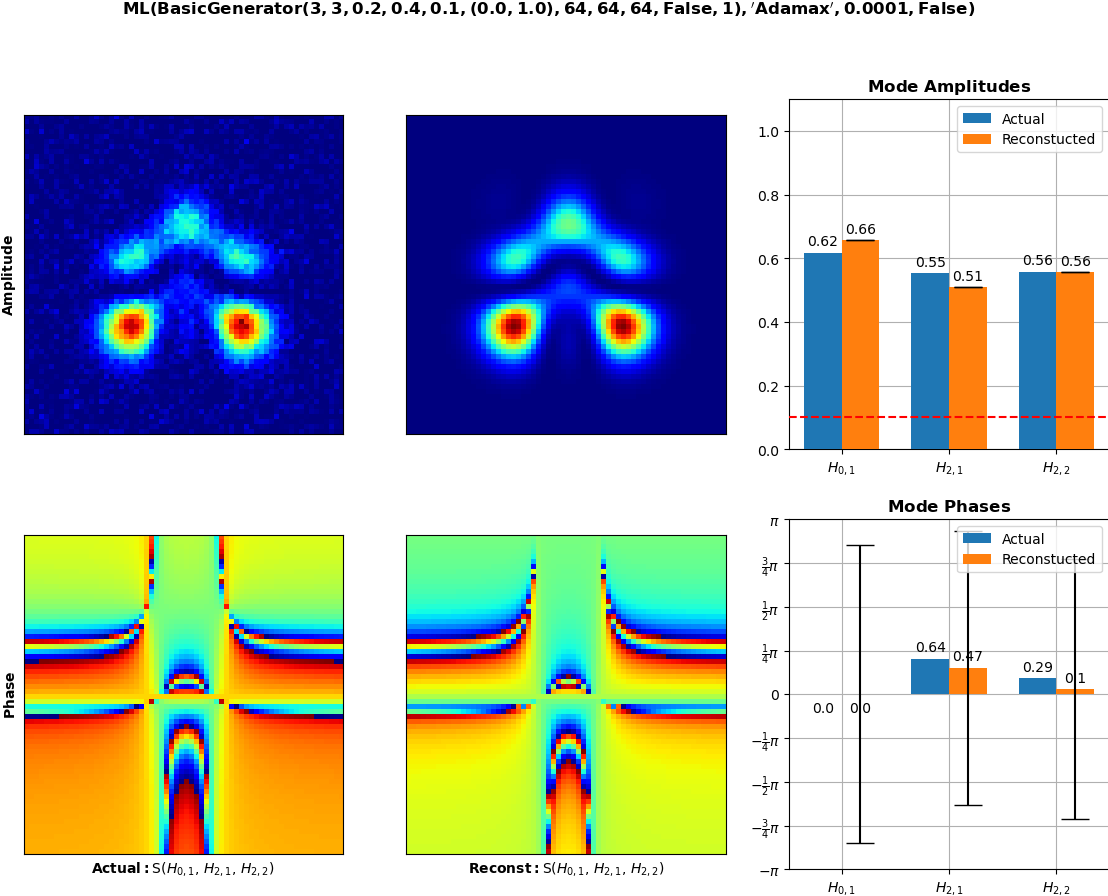 ML(BasicGenerator(3, 3, 0.2, 0.4, 0.1, (0.0, 1.0), 64, 64, 64, False, 1), ′Adamax′, 0.0001, False)
Amplitude
Mode Amplitudes
Actual
Reconstucted
1.0
0.8
0.6
0.4
0.2
0.0
0.62
0.66
0.55
0.51
0.56
0.56
H0, 1
H2, 1
H2, 2
Phase
Actual: S(H0, 1, H2, 1, H2, 2)
Reconst: S(H0, 1, H2, 1, H2, 2)
Mode Phases
Actual
Reconstucted
π
3/4π
1/2π
1/4π
0
−1/4π
−1/2π
−3/4π
−π
0.0
0.0
0.64
0.47
0.29
0.1
H0, 1
H2, 1
H2, 2